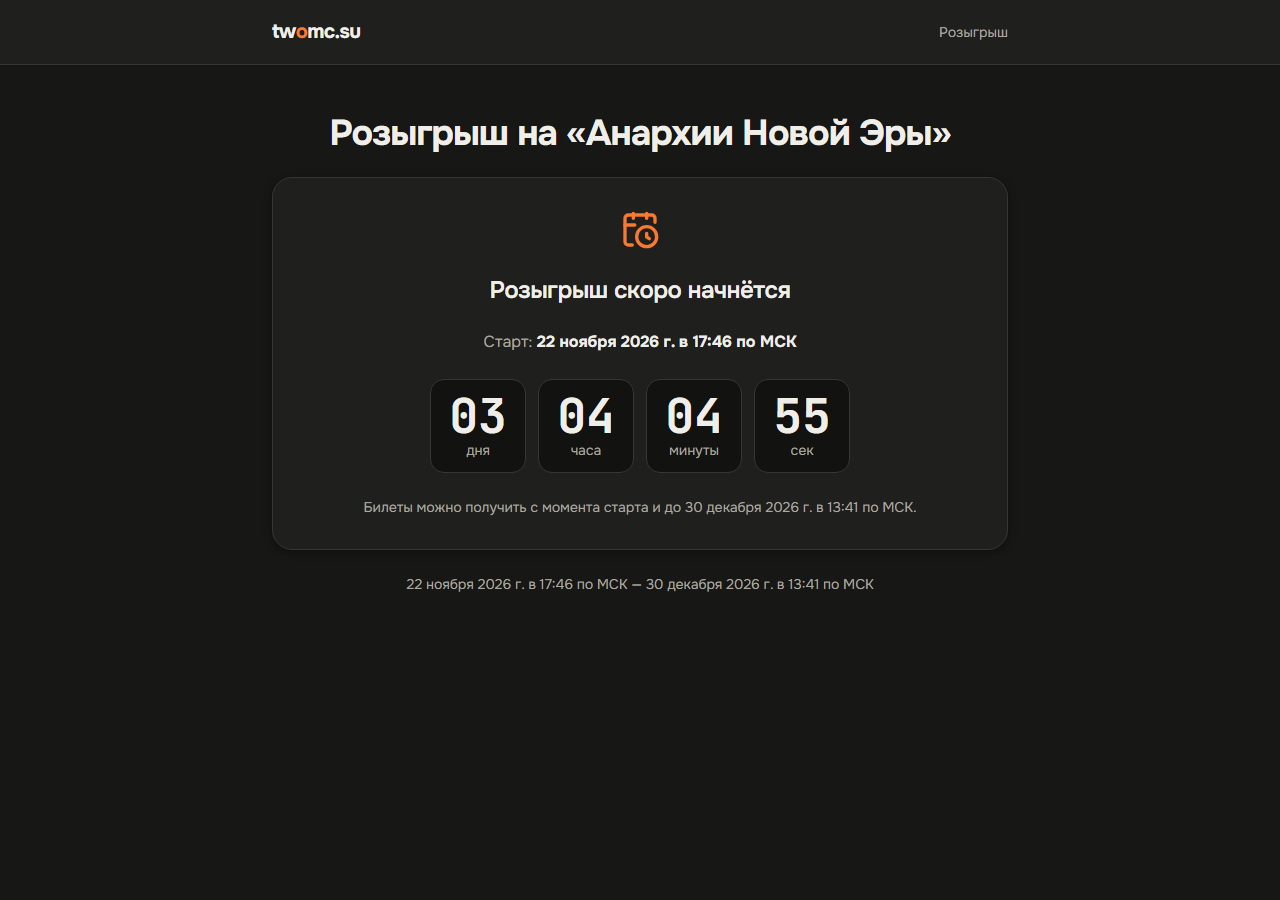 twomc.su
Розыгрыш
Розыгрыш на «Анархии Новой Эры»
Розыгрыш скоро начнётся
Старт: 22 ноября 2026 г. в 17:46 по МСК
03 04 04 55
дня часа минуты сек
Билеты можно получить с момента старта и до 30 декабря 2026 г. в 13:41 по МСК.
22 ноября 2026 г. в 17:46 по МСК — 30 декабря 2026 г. в 13:41 по МСК